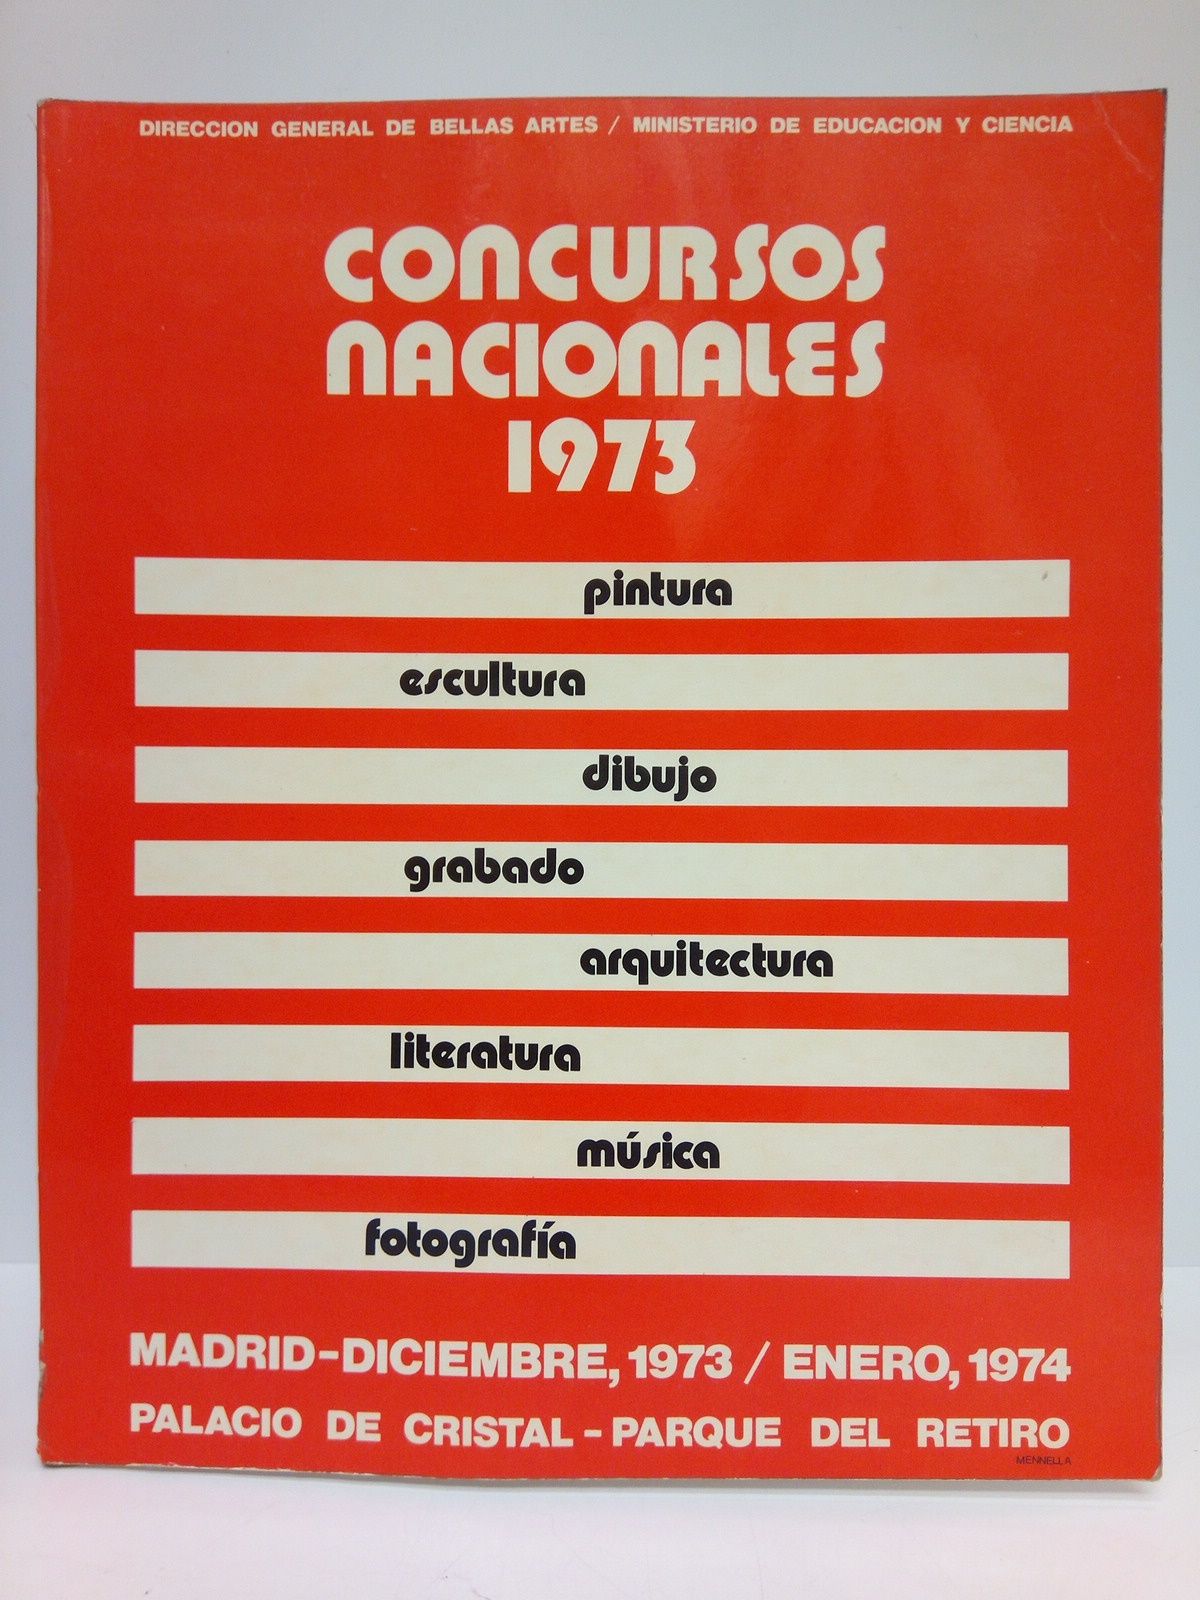 DIRECCION GENERAL DE BELLAS ARTES / MINISTERIO DE EDUCACION Y CIENCIA
CONCURSOS
NACIONALES
1973
pintura
escultura
dibujo
grabado
arquitectura
literatura
música
fotografía
MADRID-DICIEMBRE, 1973 / ENERO, 1974
PALACIO DE CRISTAL - PARQUE DEL RETIRO
MENNELLA